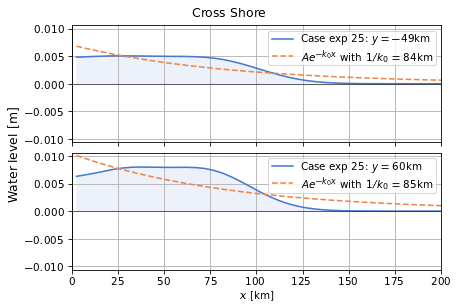 Cross Shore
0.010
0.005
0.000
−0.005
−0.010
Case exp 25: y = −49km
Ae^{−k₀x} with 1/k₀ = 84km
0.010
0.005
0.000
−0.005
−0.010
Case exp 25: y = 60km
Ae^{−k₀x} with 1/k₀ = 85km
Water level [m]
0 25 50 75 100 125 150 175 200
x [km]